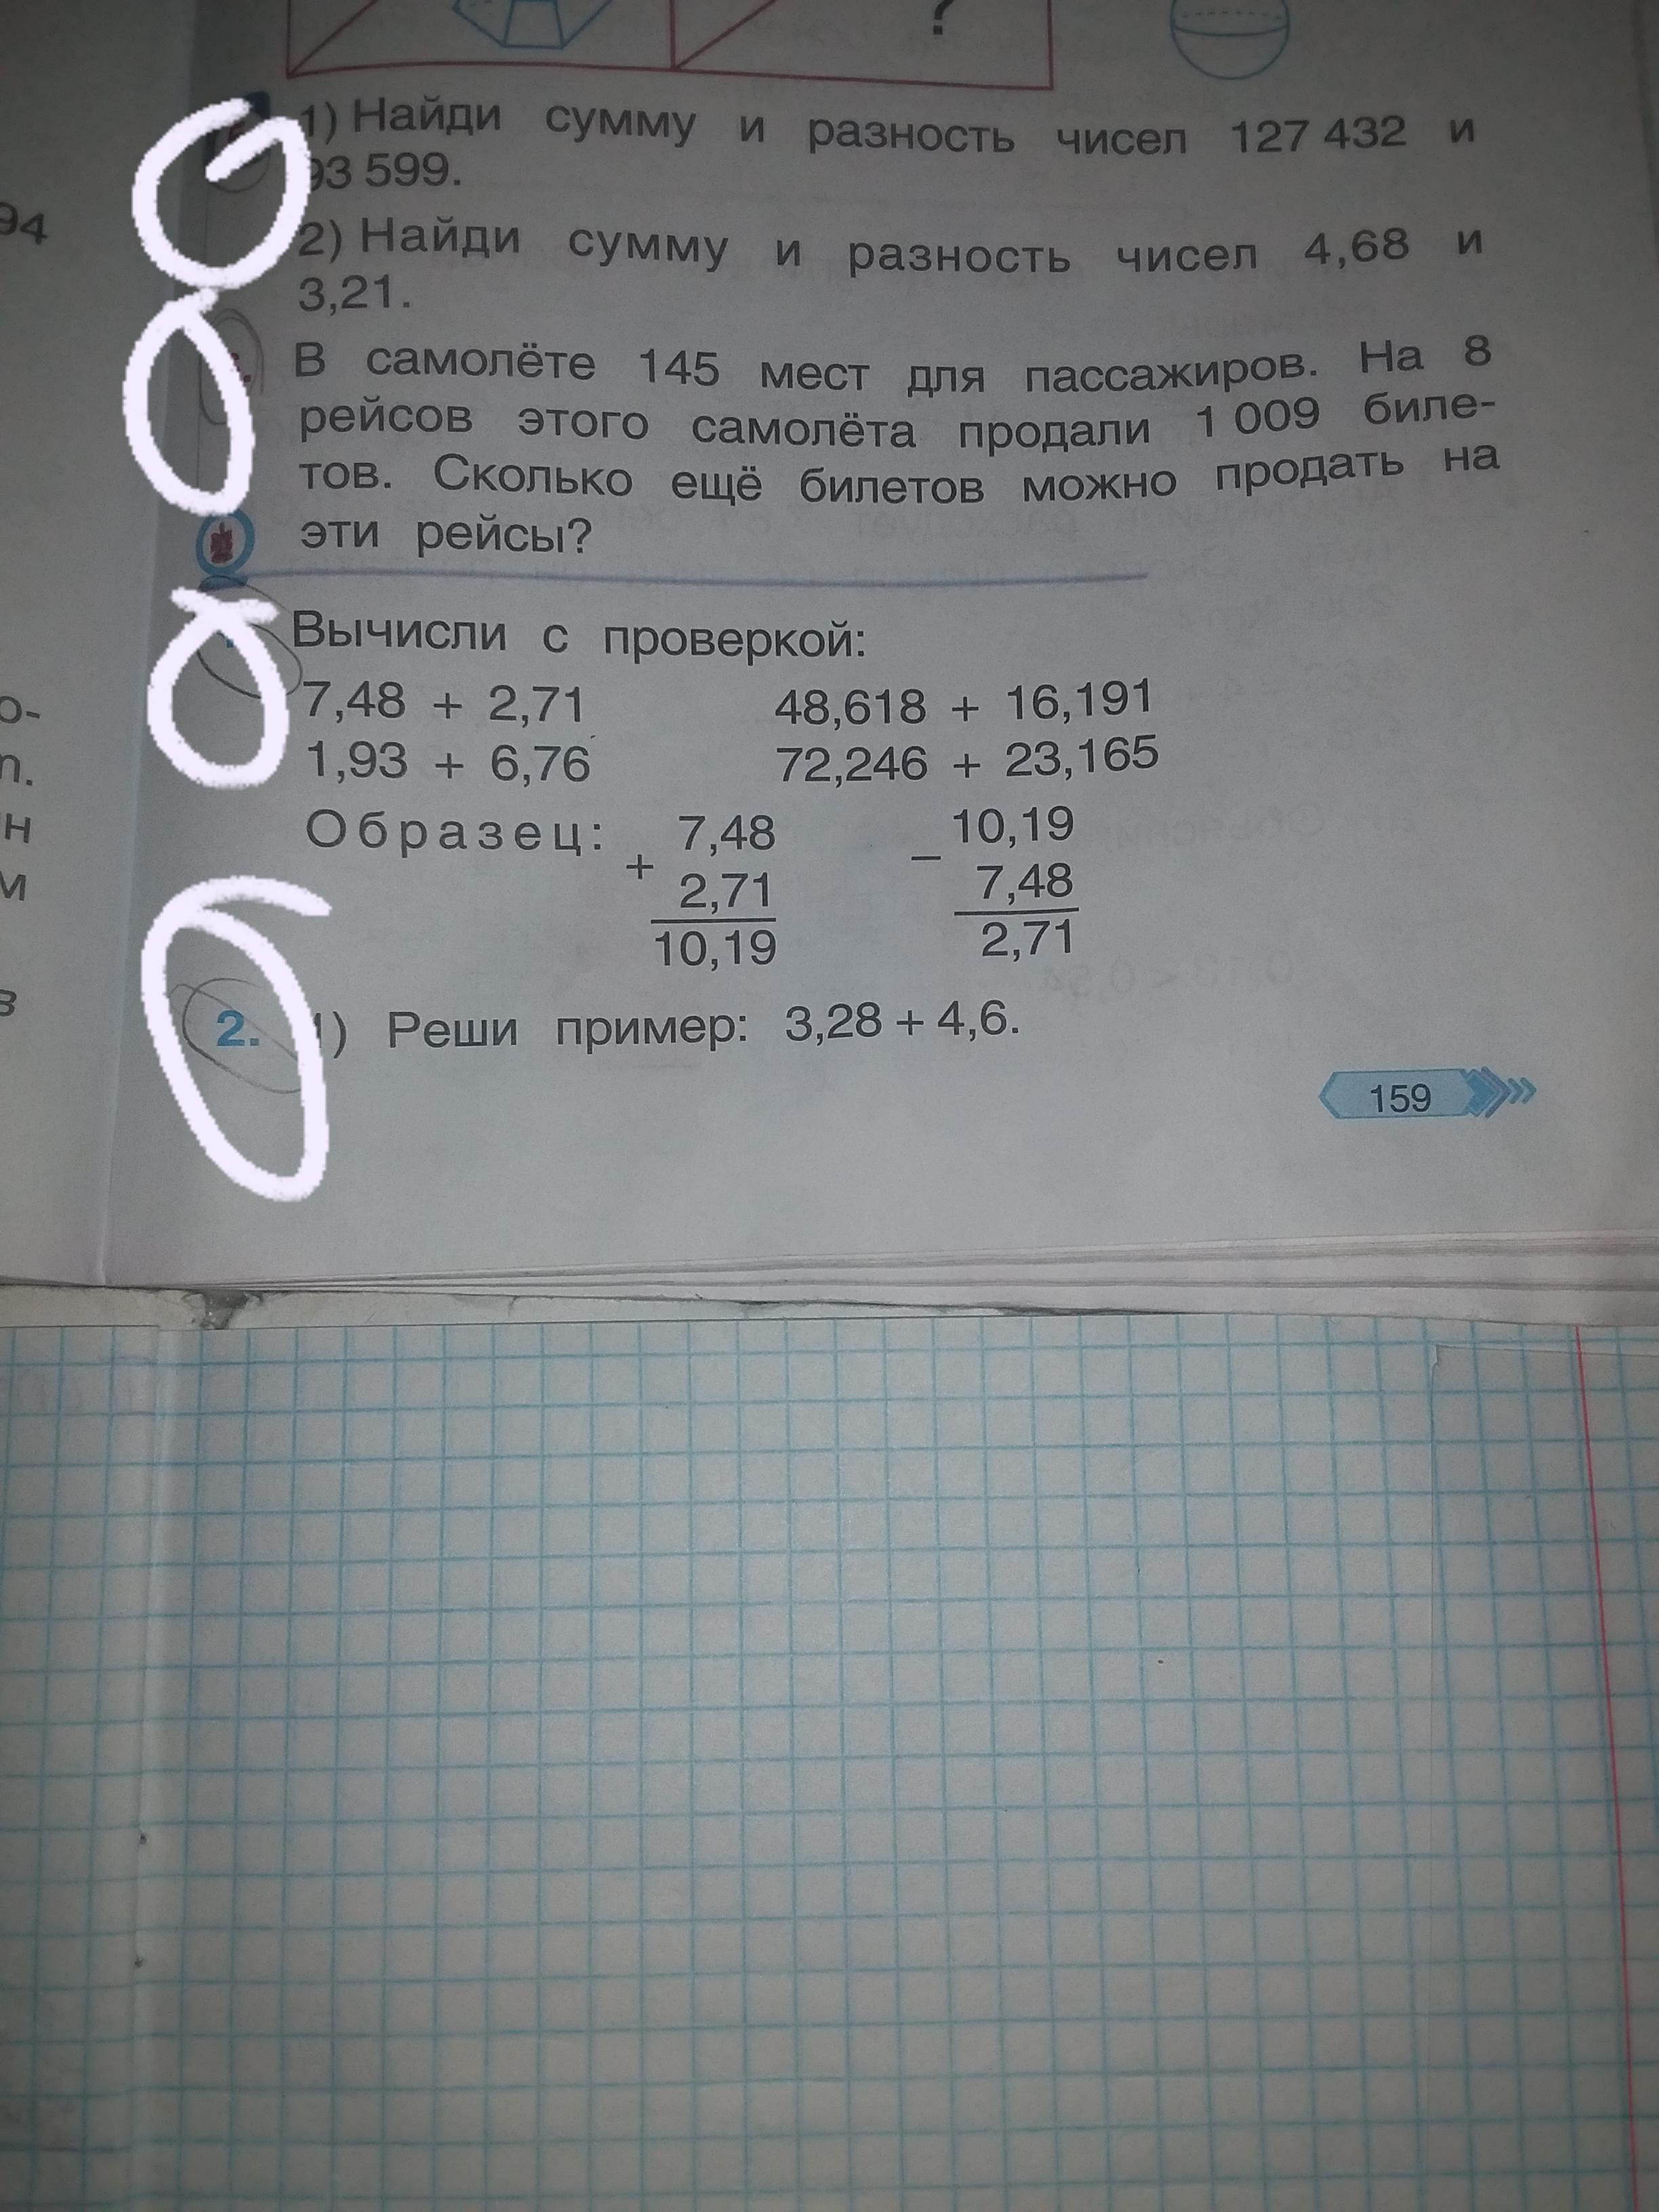 ?
1) Найди сумму и разность чисел 127 432 и
93 599.
2) Найди сумму и разность чисел 4,68 и
3,21.
В самолёте 145 мест для пассажиров. На 8
рейсов этого самолёта продали 1 009 биле-
тов. Сколько ещё билетов можно продать на
эти рейсы?
Вычисли с проверкой:
7,48 + 2,71 48,618 + 16,191
1,93 + 6,76 72,246 + 23,165
Образец: 7,48 10,19
+ 2,71 − 7,48
10,19 2,71
2. 1) Реши пример: 3,28 + 4,6.
159
94
о-
п.
н
м
в